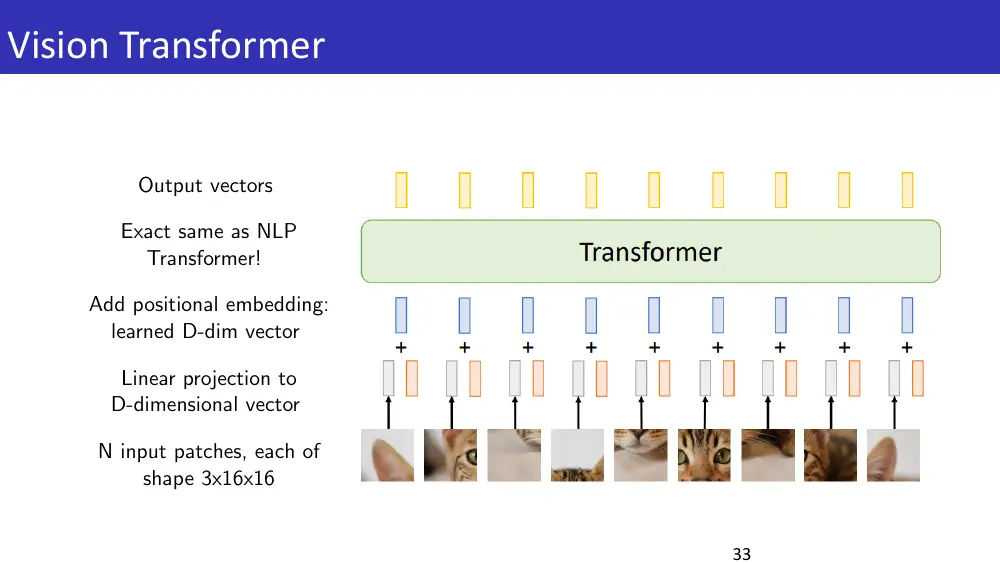 Vision Transformer
Output vectors
Exact same as NLP
Transformer!
Transformer
Add positional embedding:
learned D-dim vector
+ + + + + + + + +
Linear projection to
D-dimensional vector
N input patches, each of
shape 3x16x16
33